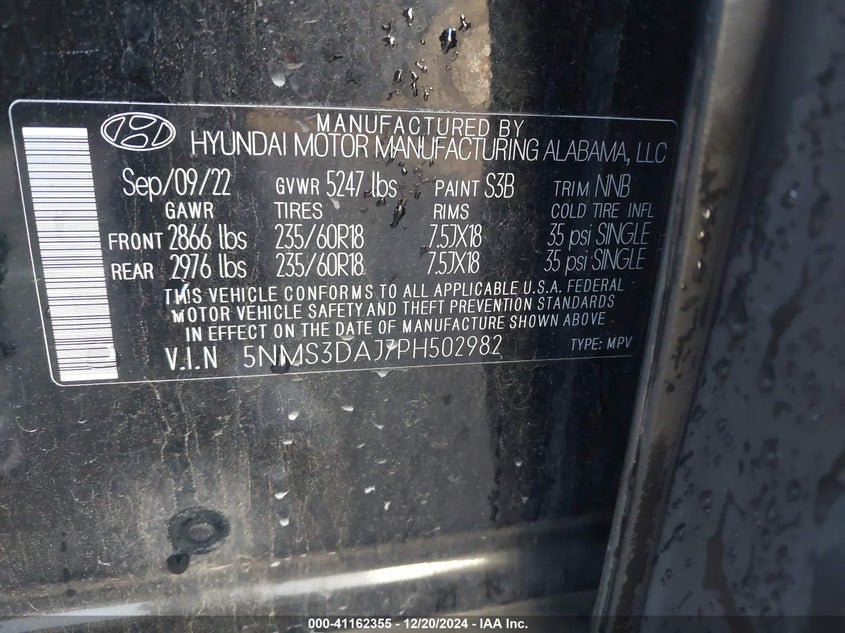 MANUFACTURED BY
HYUNDAI MOTOR MANUFACTURING ALABAMA, LLC
Sep/09/22 GVWR 5247 lbs PAINT S3B TRIM NNB
GAWR TIRES RIMS COLD TIRE INFL
FRONT 2866 lbs 235/60R18 7.5JX18 35 psi SINGLE
REAR 2976 lbs 235/60R18 7.5JX18 35 psi SINGLE
THIS VEHICLE CONFORMS TO ALL APPLICABLE U.S.A. FEDERAL
MOTOR VEHICLE SAFETY AND THEFT PREVENTION STANDARDS
IN EFFECT ON THE DATE OF MANUFACTURE SHOWN ABOVE
V.I.N 5NMS3DAJ7PH502982 TYPE: MPV
000-41162355 - 12/20/2024 - IAA Inc.